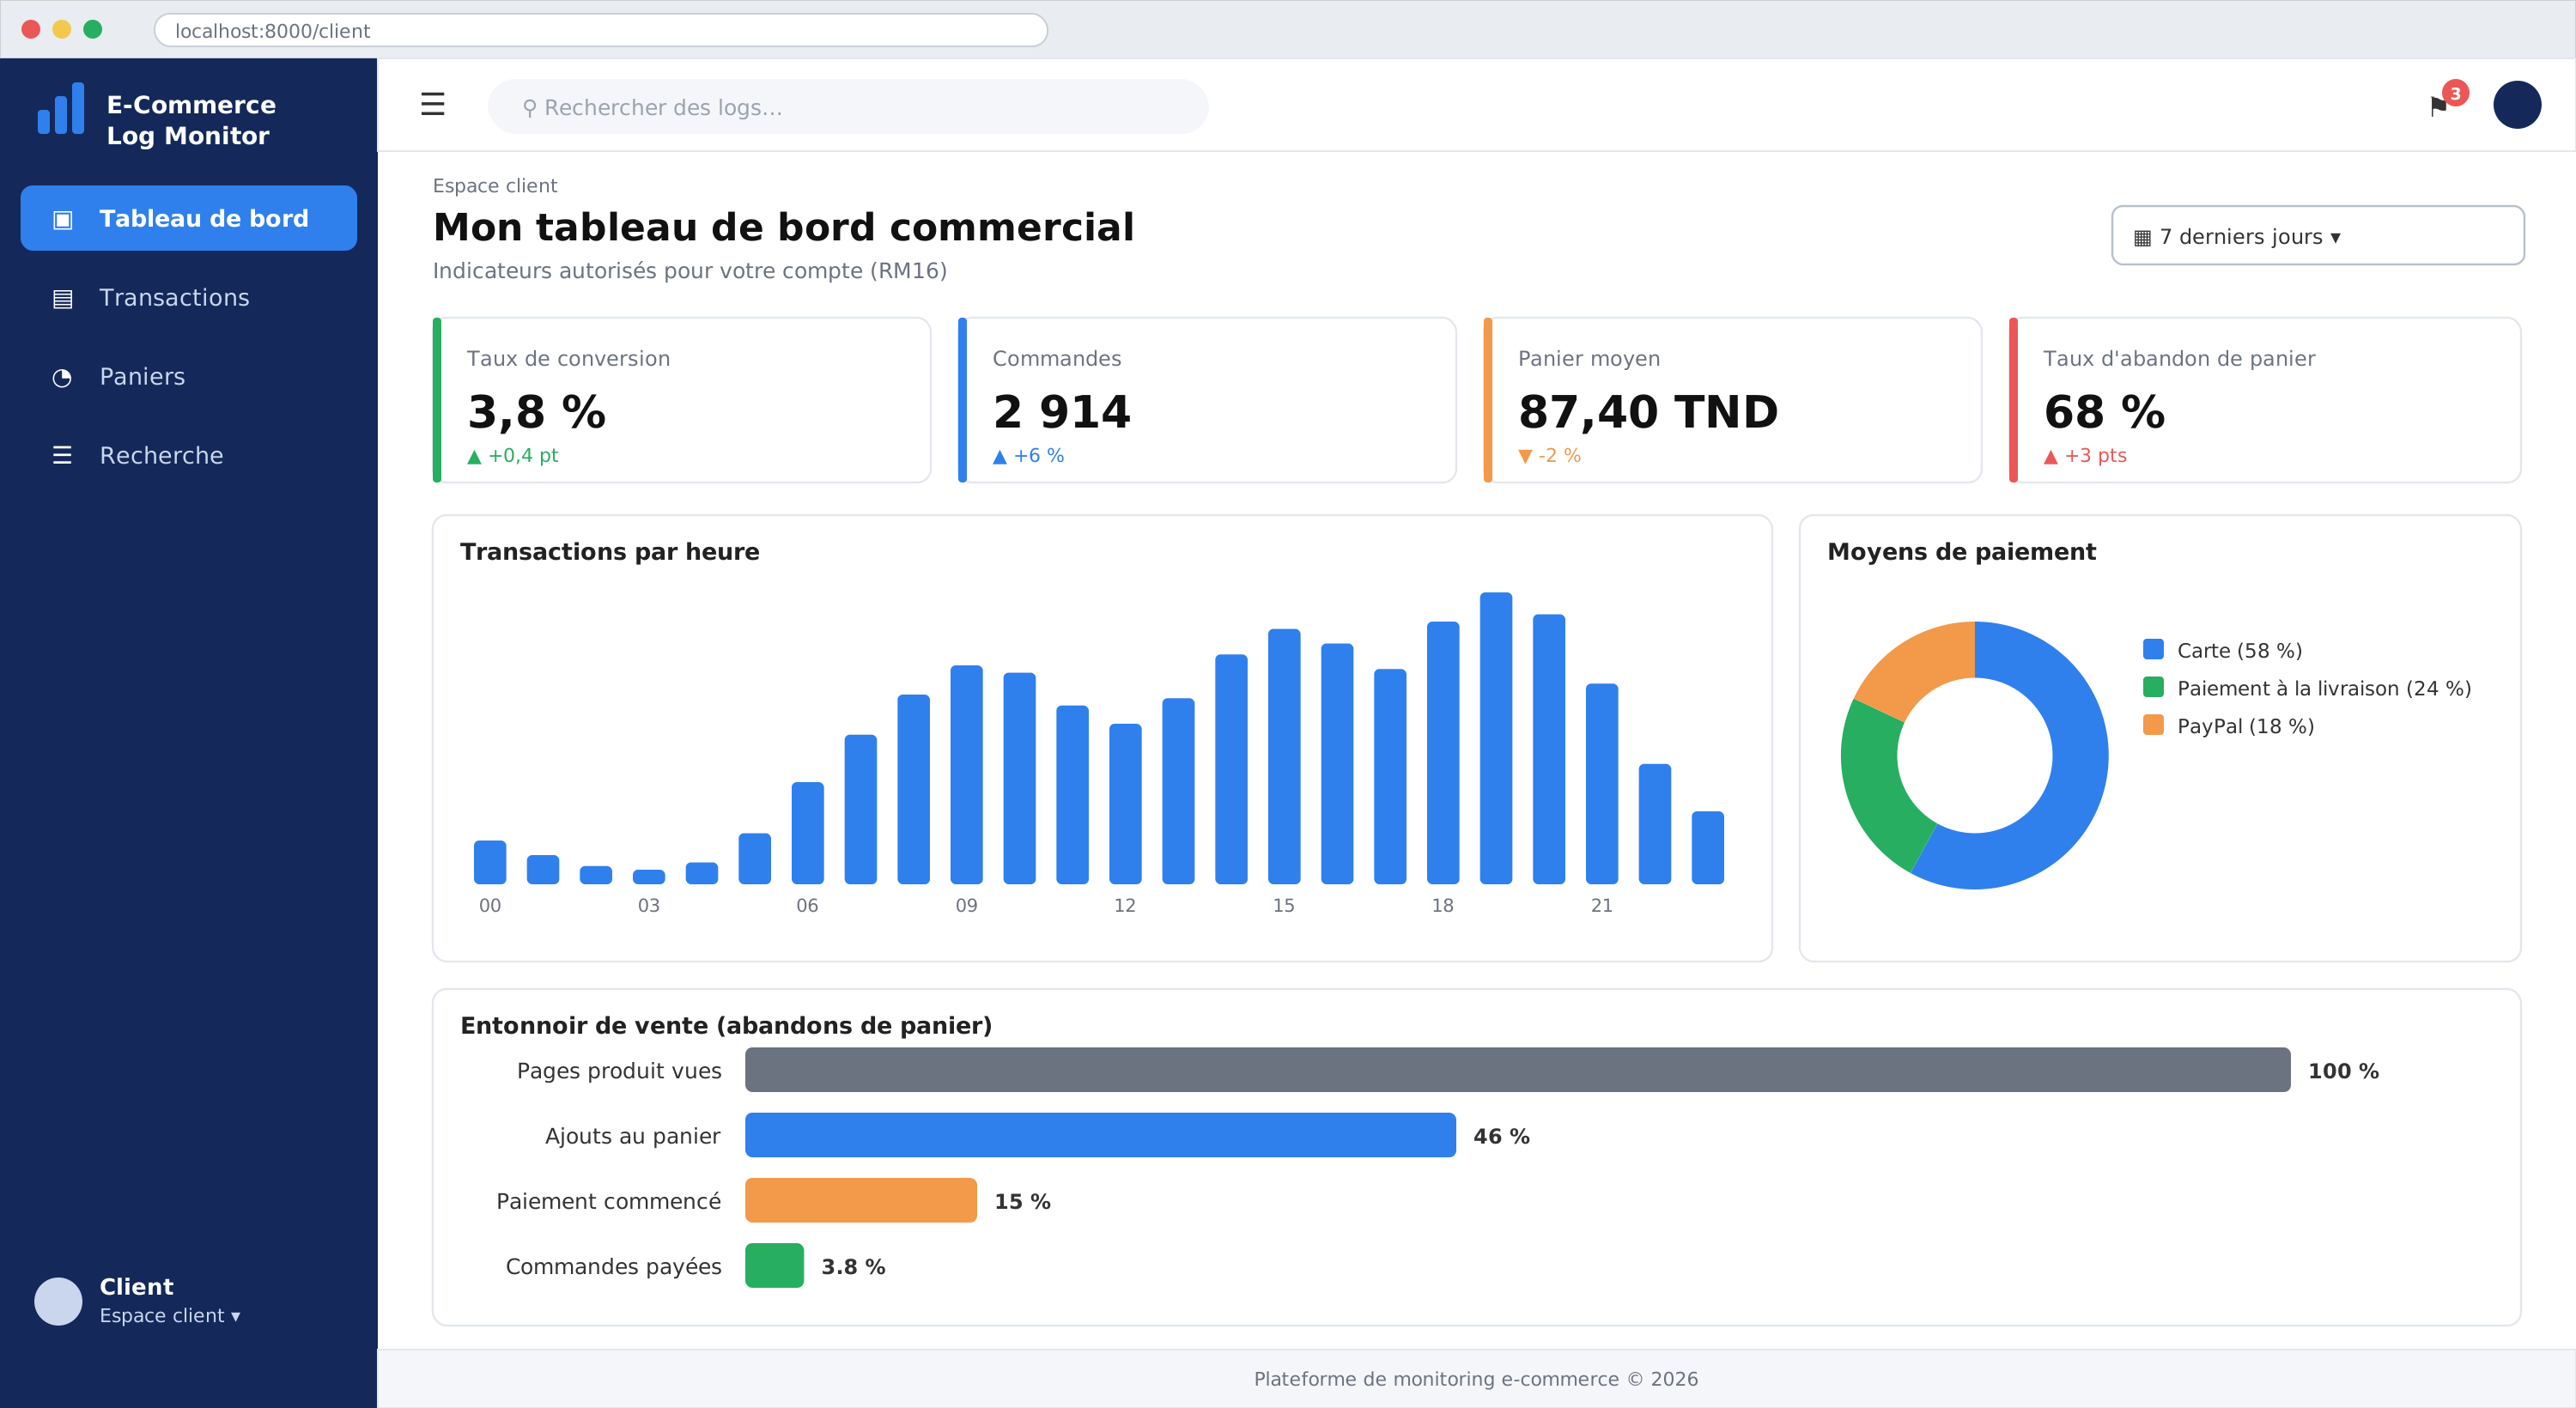 localhost:8000/client
E-Commerce
Log Monitor
Tableau de bord
Transactions
Paniers
Recherche
Client
Espace client ▾
Rechercher des logs...
3
Espace client
Mon tableau de bord commercial
Indicateurs autorisés pour votre compte (RM16)
7 derniers jours ▾
Taux de conversion
3,8 %
▲ +0,4 pt
Commandes
2 914
▲ +6 %
Panier moyen
87,40 TND
▼ -2 %
Taux d'abandon de panier
68 %
▲ +3 pts
Transactions par heure
00 03 06 09 12 15 18 21
Moyens de paiement
Carte (58 %)
Paiement à la livraison (24 %)
PayPal (18 %)
Entonnoir de vente (abandons de panier)
Pages produit vues 100 %
Ajouts au panier 46 %
Paiement commencé 15 %
Commandes payées 3.8 %
Plateforme de monitoring e-commerce © 2026